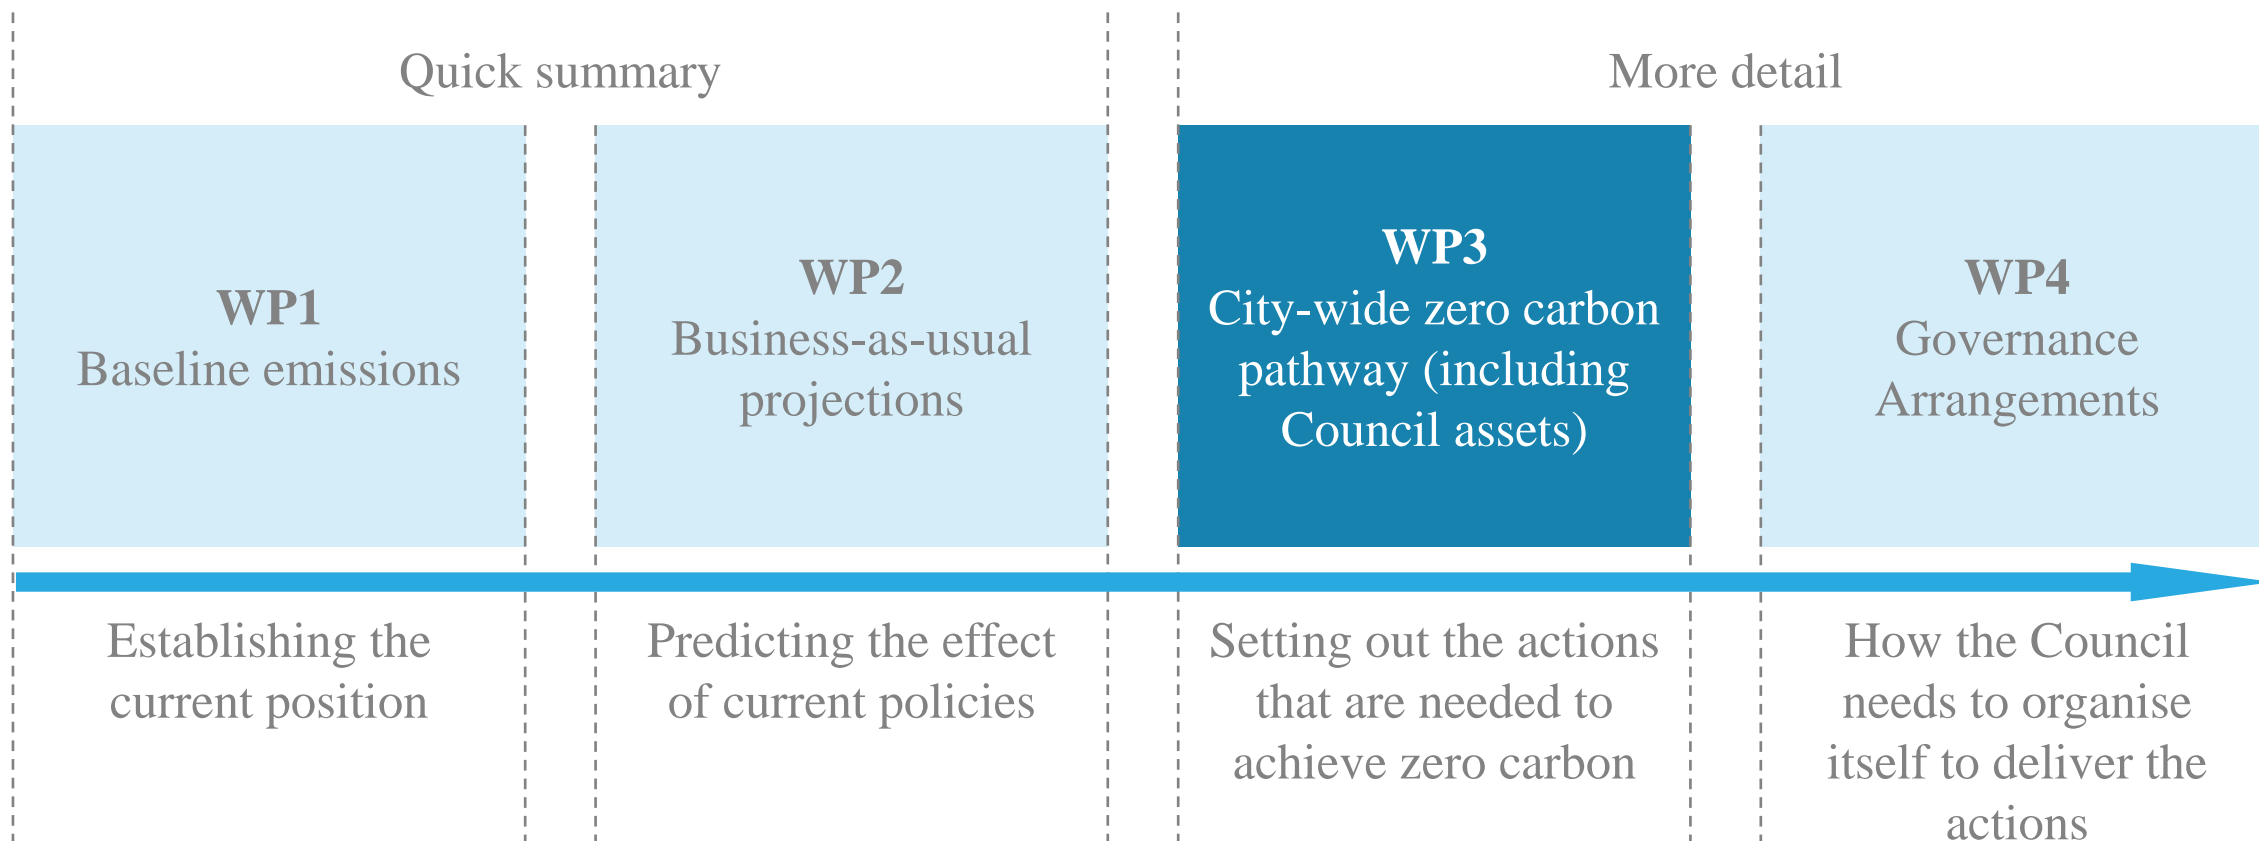 Quick summary
More detail
WP1
Baseline emissions
WP2
Business-as-usual
projections
WP3
City-wide zero carbon
pathway (including
Council assets)
WP4
Governance
Arrangements
Establishing the
current position
Predicting the effect
of current policies
Setting out the actions
that are needed to
achieve zero carbon
How the Council
needs to organise
itself to deliver the
actions